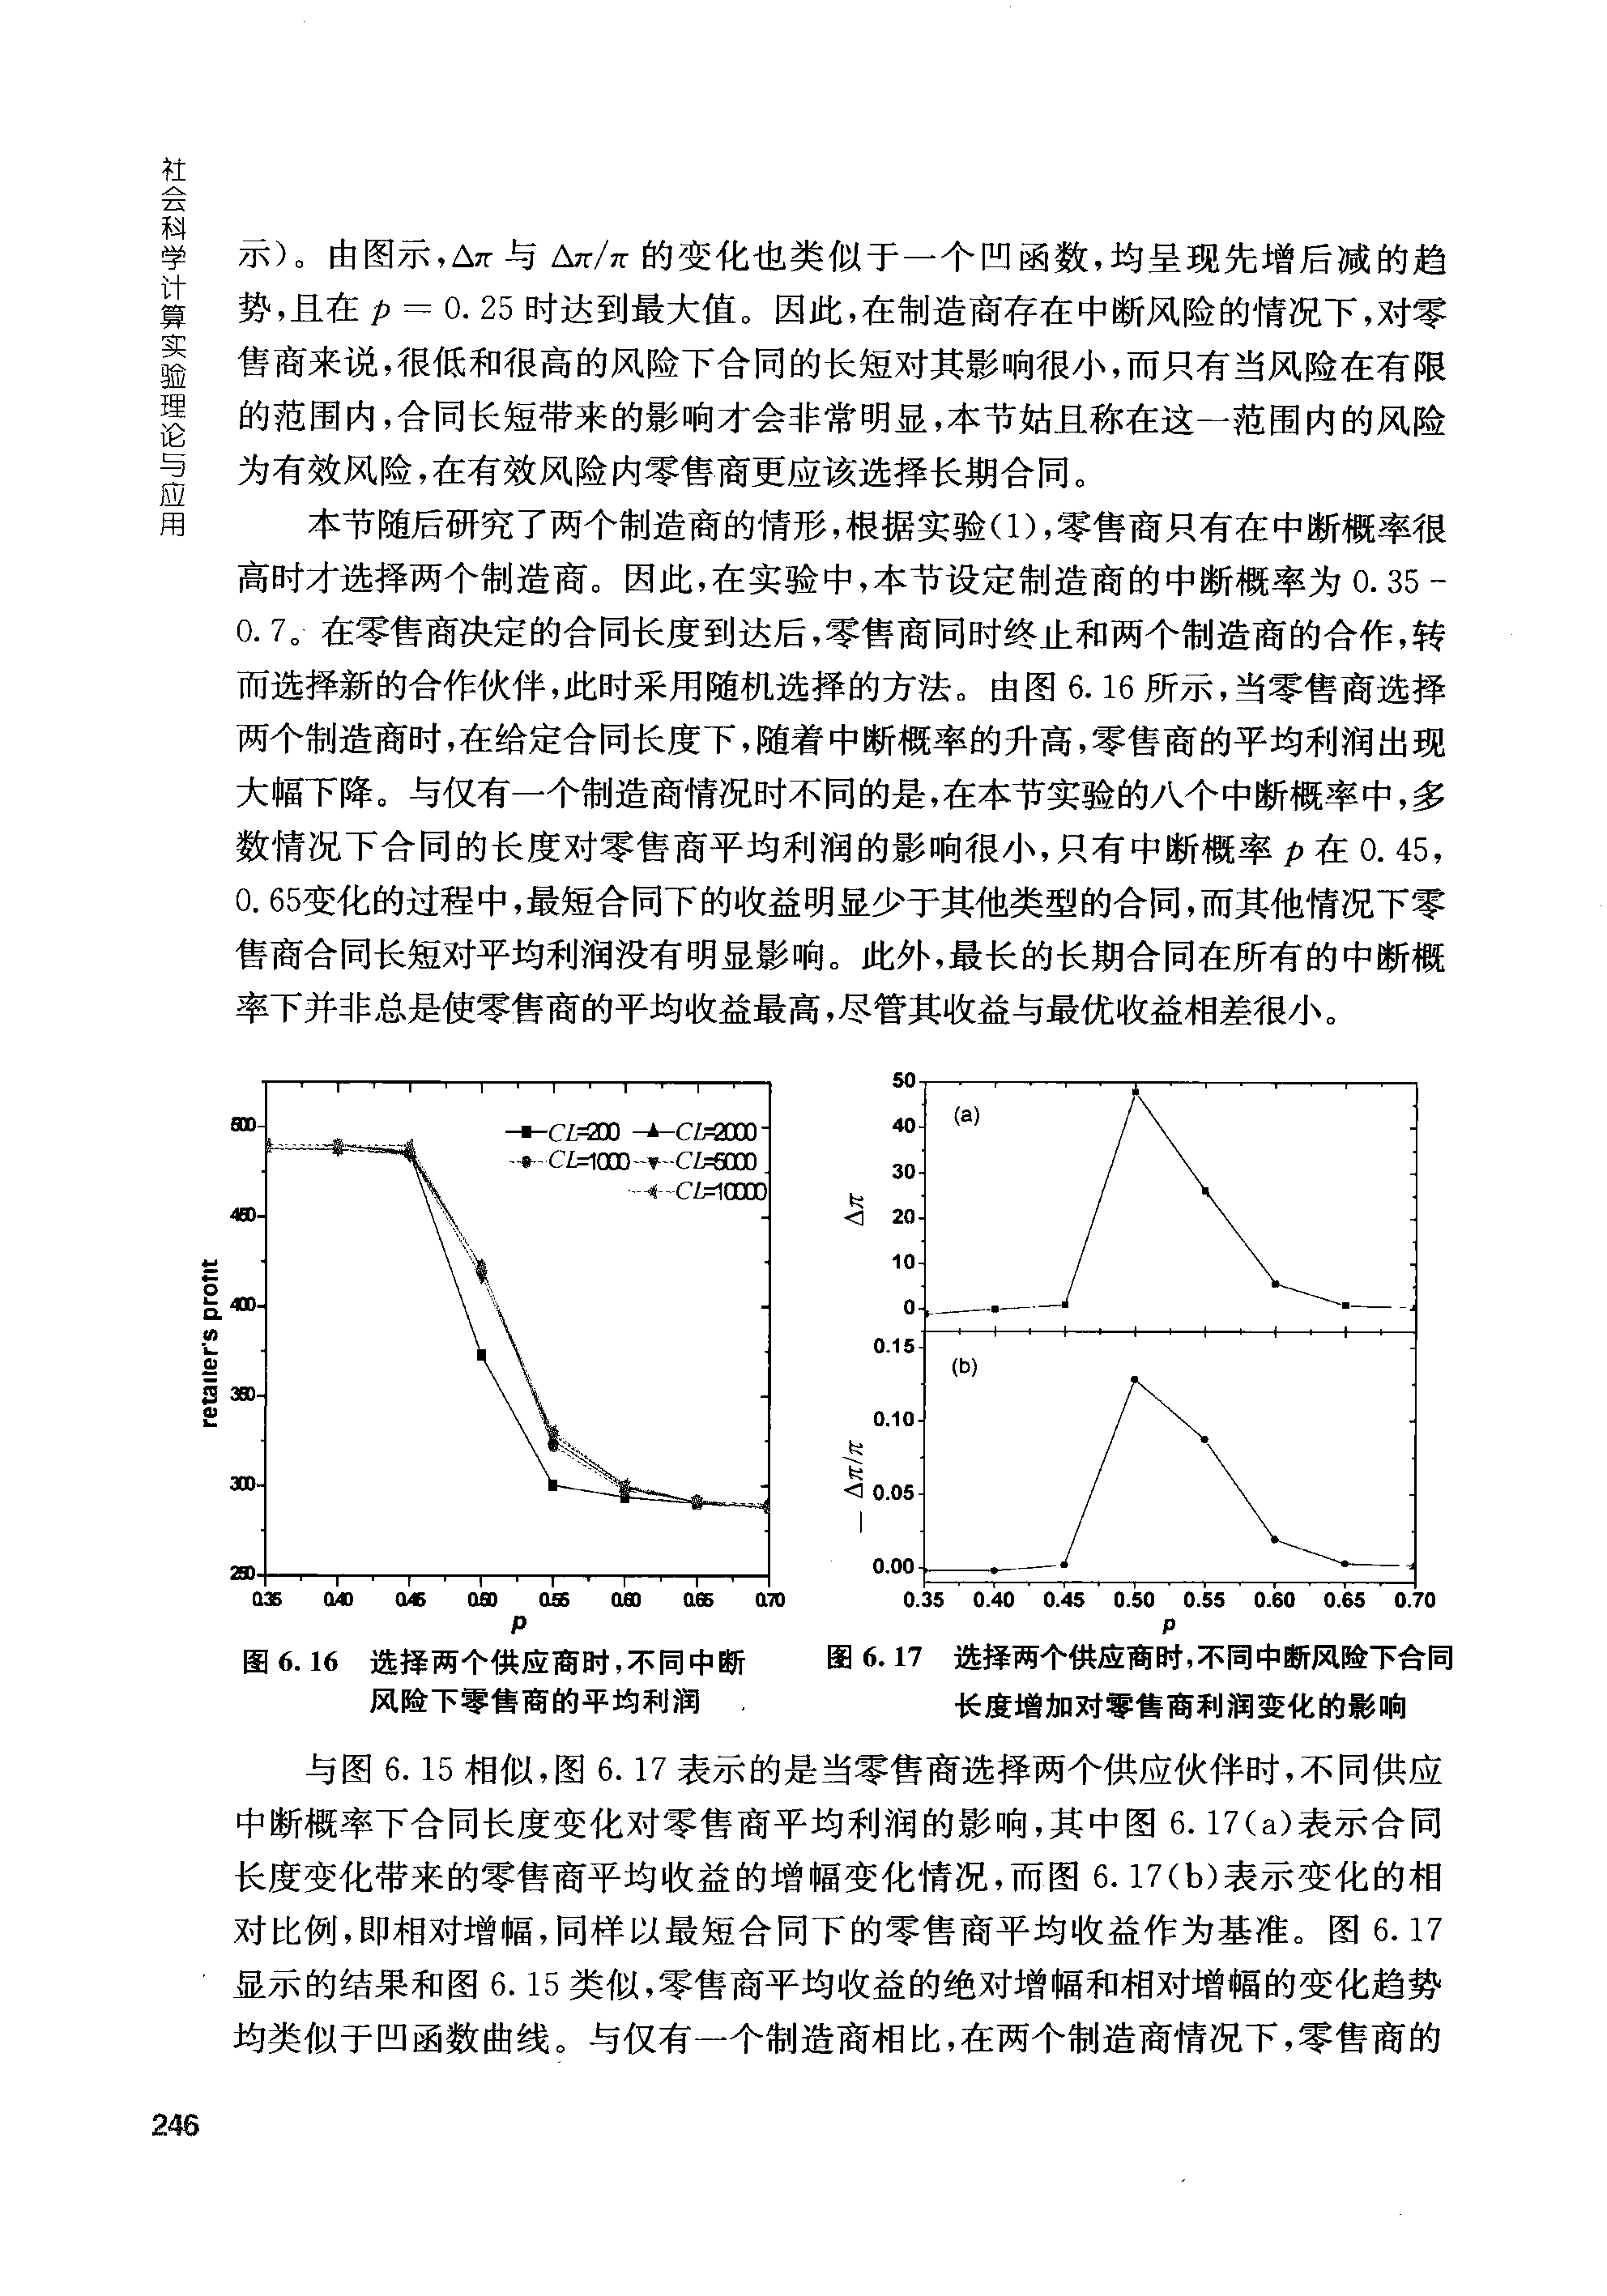 社会科学计算实验理论与应用
示)。由图示,Δπ 与 Δπ/π 的变化也类似于一个凹函数,均呈现先增后减的趋
势,且在 p = 0.25 时达到最大值。因此,在制造商存在中断风险的情况下,对零
售商来说,很低和很高的风险下合同的长短对其影响很小,而只有当风险在有限
的范围内,合同长短带来的影响才会非常明显,本节姑且称在这一范围内的风险
为有效风险,在有效风险内零售商更应该选择长期合同。
本节随后研究了两个制造商的情形,根据实验(1),零售商只有在中断概率很
高时才选择两个制造商。因此,在实验中,本节设定制造商的中断概率为 0.35 -
0.7。在零售商决定的合同长度到达后,零售商同时终止和两个制造商的合作,转
而选择新的合作伙伴,此时采用随机选择的方法。由图 6.16 所示,当零售商选择
两个制造商时,在给定合同长度下,随着中断概率的升高,零售商的平均利润出现
大幅下降。与仅有一个制造商情况时不同的是,在本节实验的八个中断概率中,多
数情况下合同的长度对零售商平均利润的影响很小,只有中断概率 p 在 0.45,
0.65变化的过程中,最短合同下的收益明显少于其他类型的合同,而其他情况下零
售商合同长短对平均利润没有明显影响。此外,最长的长期合同在所有的中断概
率下并非总是使零售商的平均收益最高,尽管其收益与最优收益相差很小。
500
450
400
350
300
250
retailer's profit
CL=200 CL=2000
CL=1000 CL=5000
CL=10000
0.35 0.40 0.45 0.50 0.55 0.60 0.65 0.70
p
图 6.16 选择两个供应商时,不同中断
风险下零售商的平均利润
(a)
50
40
30
20
10
0
Δπ
(b)
0.15
0.10
0.05
0.00
— Δπ/π
0.35 0.40 0.45 0.50 0.55 0.60 0.65 0.70
p
图 6.17 选择两个供应商时,不同中断风险下合同
长度增加对零售商利润变化的影响
与图 6.15 相似,图 6.17 表示的是当零售商选择两个供应伙伴时,不同供应
中断概率下合同长度变化对零售商平均利润的影响,其中图 6.17(a)表示合同
长度变化带来的零售商平均收益的增幅变化情况,而图 6.17(b)表示变化的相
对比例,即相对增幅,同样以最短合同下的零售商平均收益作为基准。图 6.17
显示的结果和图 6.15 类似,零售商平均收益的绝对增幅和相对增幅的变化趋势
均类似于凹函数曲线。与仅有一个制造商相比,在两个制造商情况下,零售商的
246